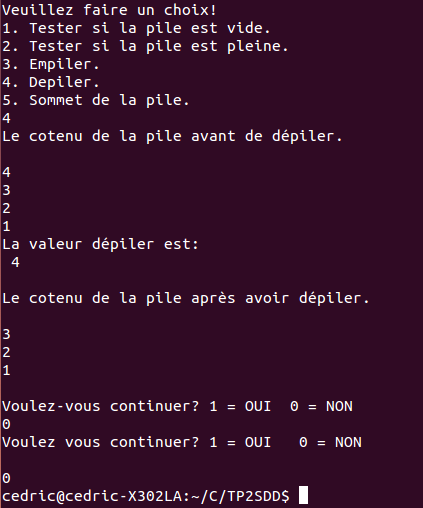 Veuillez faire un choix!
1. Tester si la pile est vide.
2. Tester si la pile est pleine.
3. Empiler.
4. Depiler.
5. Sommet de la pile.
4
Le cotenu de la pile avant de dépiler.
4
3
2
1
La valeur dépiler est:
4
Le cotenu de la pile après avoir dépiler.
3
2
1
Voulez-vous continuer? 1 = OUI  0 = NON
0
Voulez vous continuer? 1 = OUI   0 = NON
0
cedric@cedric-X302LA:~/C/TP2SDD$